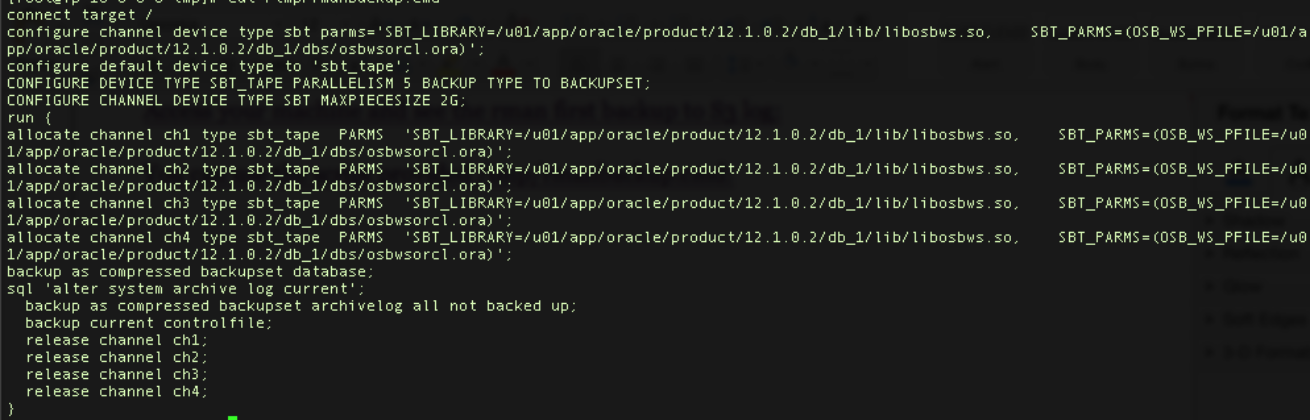 connect target /
configure channel device type sbt parms='SBT_LIBRARY=/u01/app/oracle/product/12.1.0.2/db_1/lib/libosbws.so,    SBT_PARMS=(OSB_WS_PFILE=/u01/a
pp/oracle/product/12.1.0.2/db_1/dbs/osbwsorcl.ora)';
configure default device type to 'sbt_tape';
CONFIGURE DEVICE TYPE SBT_TAPE PARALLELISM 5 BACKUP TYPE TO BACKUPSET;
CONFIGURE CHANNEL DEVICE TYPE SBT MAXPIECESIZE 2G;
run {
allocate channel ch1 type sbt_tape  PARMS  'SBT_LIBRARY=/u01/app/oracle/product/12.1.0.2/db_1/lib/libosbws.so,    SBT_PARMS=(OSB_WS_PFILE=/u0
1/app/oracle/product/12.1.0.2/db_1/dbs/osbwsorcl.ora)';
allocate channel ch2 type sbt_tape  PARMS  'SBT_LIBRARY=/u01/app/oracle/product/12.1.0.2/db_1/lib/libosbws.so,    SBT_PARMS=(OSB_WS_PFILE=/u0
1/app/oracle/product/12.1.0.2/db_1/dbs/osbwsorcl.ora)';
allocate channel ch3 type sbt_tape  PARMS  'SBT_LIBRARY=/u01/app/oracle/product/12.1.0.2/db_1/lib/libosbws.so,    SBT_PARMS=(OSB_WS_PFILE=/u0
1/app/oracle/product/12.1.0.2/db_1/dbs/osbwsorcl.ora)';
allocate channel ch4 type sbt_tape  PARMS  'SBT_LIBRARY=/u01/app/oracle/product/12.1.0.2/db_1/lib/libosbws.so,    SBT_PARMS=(OSB_WS_PFILE=/u0
1/app/oracle/product/12.1.0.2/db_1/dbs/osbwsorcl.ora)';
backup as compressed backupset database;
sql 'alter system archive log current';
  backup as compressed backupset archivelog all not backed up;
  backup current controlfile;
  release channel ch1;
  release channel ch2;
  release channel ch3;
  release channel ch4;
}